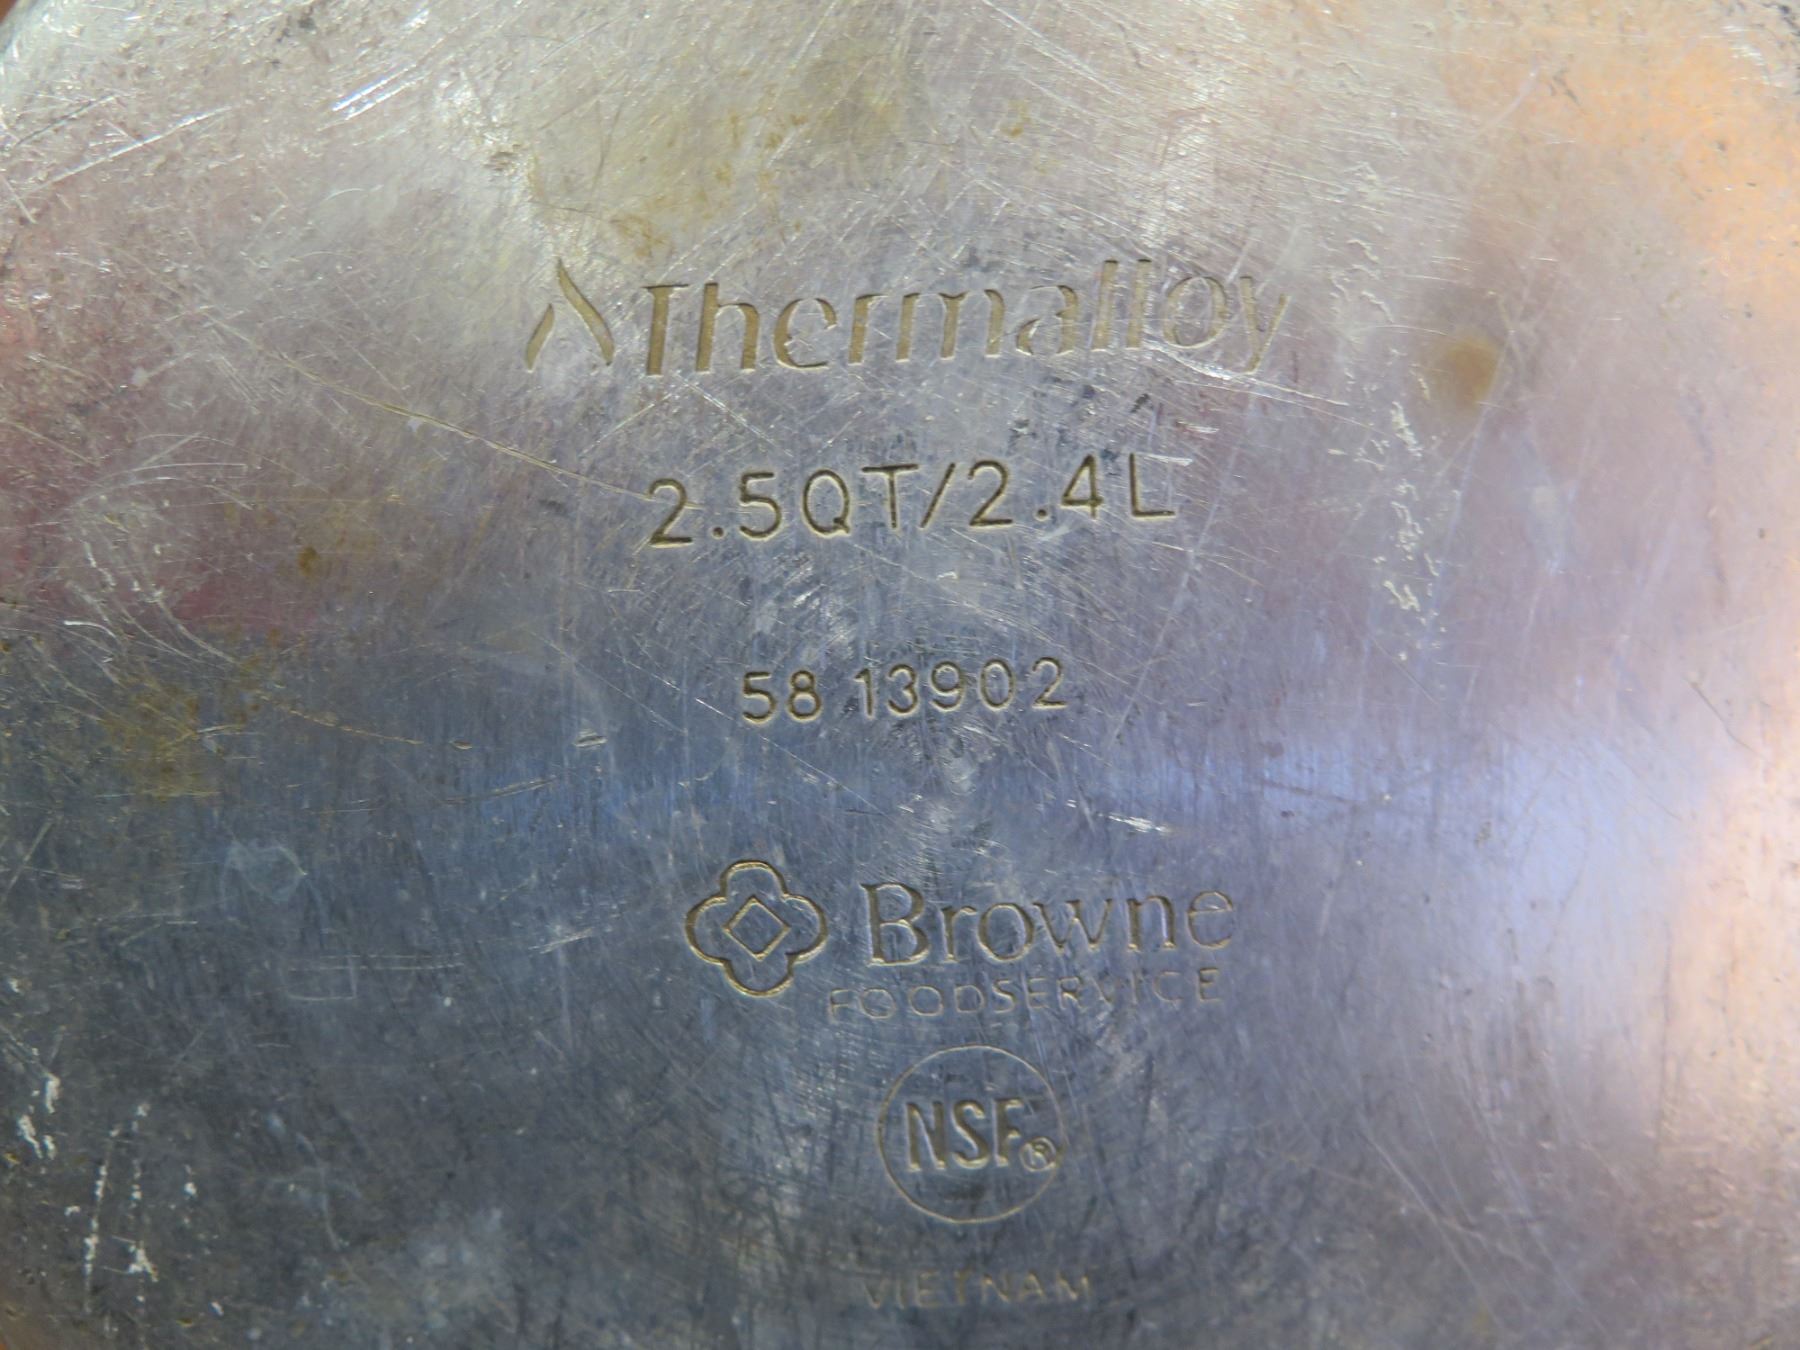 Thermalloy
2.5QT/2.4L
58 13902
Browne
FOODSERVICE
NSF®
VIETNAM